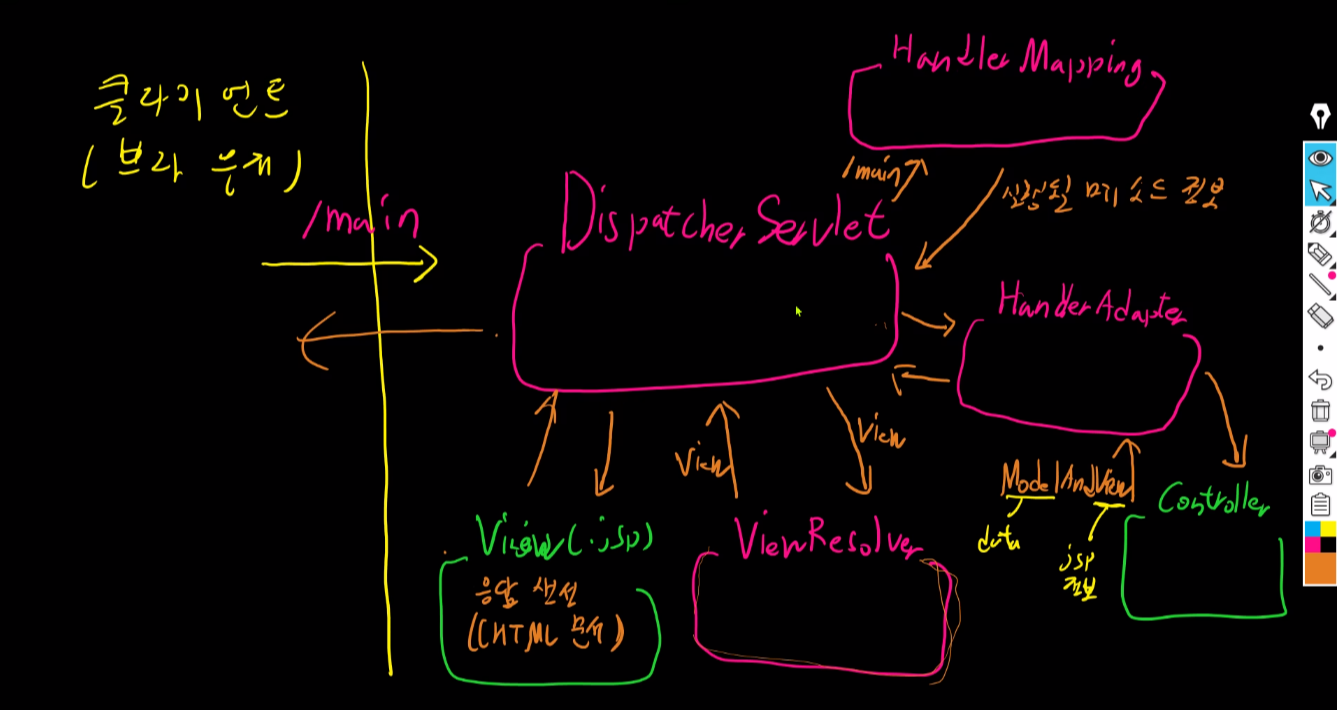 클라이언트
(브라우저)
/main
HandlerMapping
/main
실행될 메소드 정보
DispatcherServlet
HandlerAdapter
View
View
ModelAndView
data
jsp
정보
Controller
View(.jsp)
응답 생성
(HTML 문서)
ViewResolver